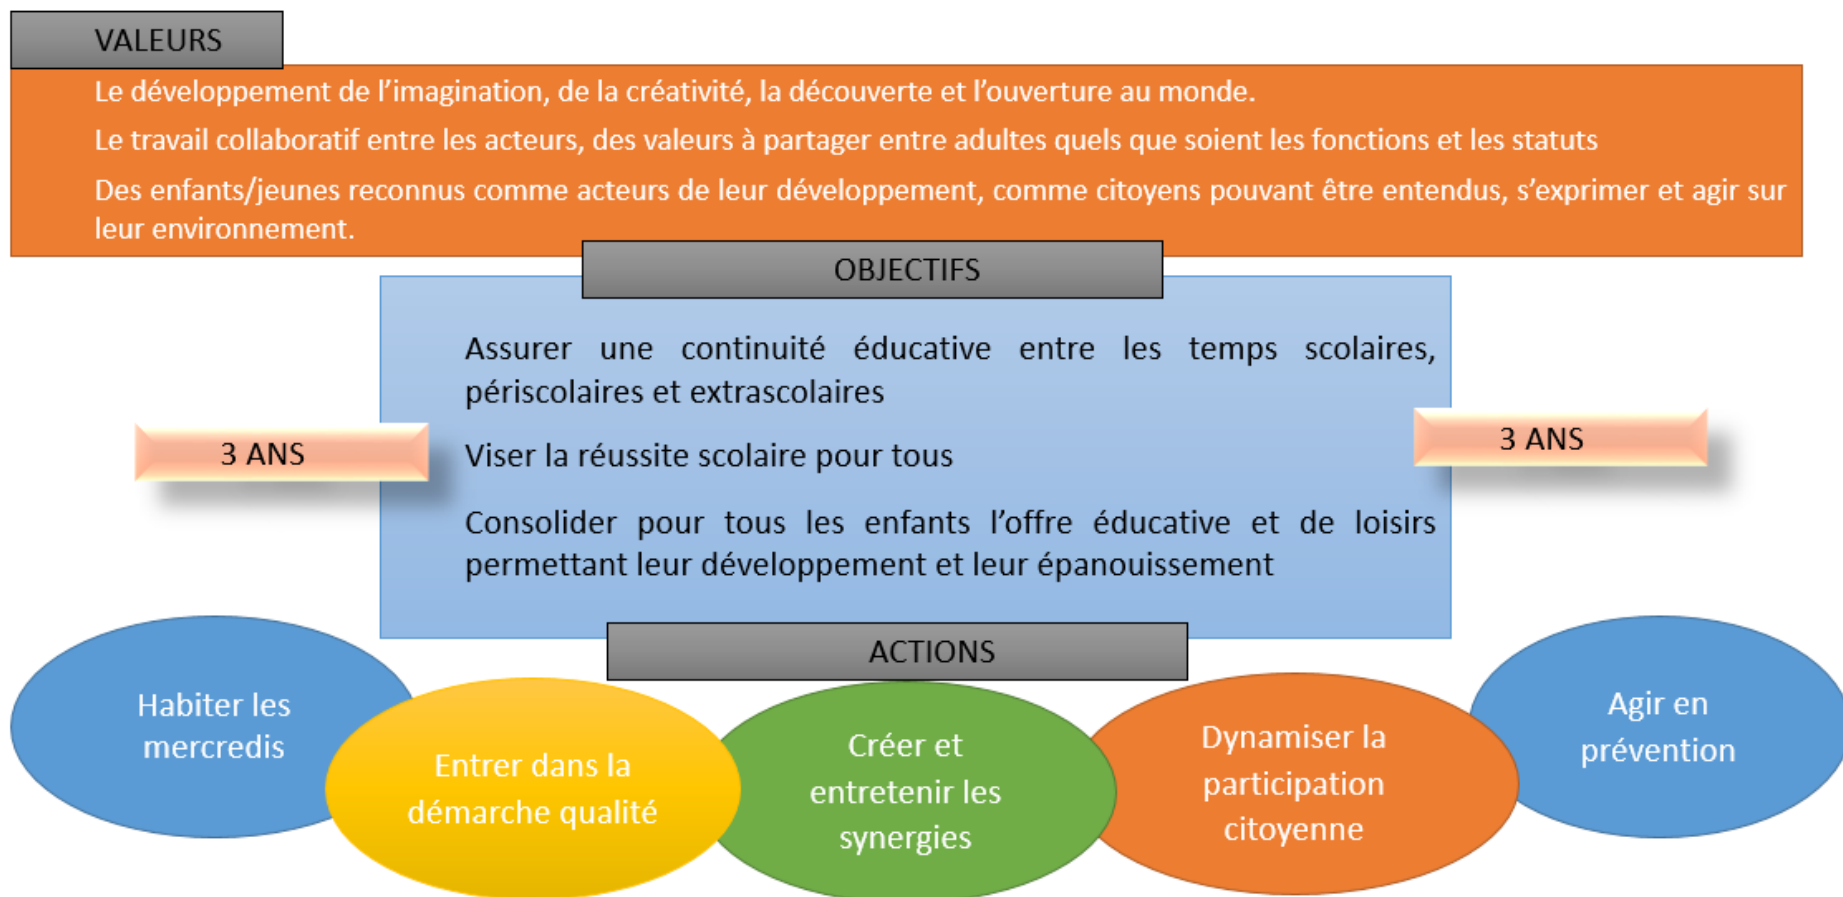 VALEURS
Le développement de l’imagination, de la créativité, la découverte et l’ouverture au monde.
Le travail collaboratif entre les acteurs, des valeurs à partager entre adultes quels que soient les fonctions et les statuts
Des enfants/jeunes reconnus comme acteurs de leur développement, comme citoyens pouvant être entendus, s’exprimer et agir sur
leur environnement.
OBJECTIFS
Assurer une continuité éducative entre les temps scolaires,
périscolaires et extrascolaires
3 ANS
Viser la réussite scolaire pour tous
3 ANS
Consolider pour tous les enfants l’offre éducative et de loisirs
permettant leur développement et leur épanouissement
ACTIONS
Habiter les
mercredis
Entrer dans la
démarche qualité
Créer et
entretenir les
synergies
Dynamiser la
participation
citoyenne
Agir en
prévention